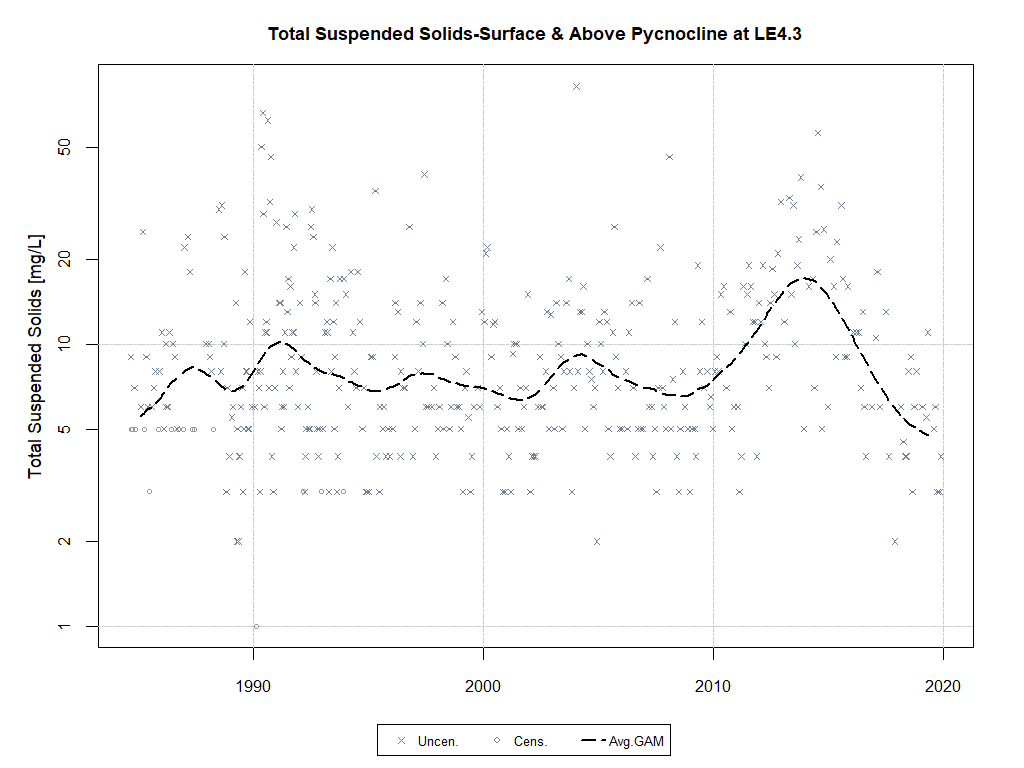 Total Suspended Solids-Surface & Above Pycnocline at LE4.3
Total Suspended Solids [mg/L]
50
20
10
5
2
1
1990 2000 2010 2020
Uncen. Cens. Avg.GAM